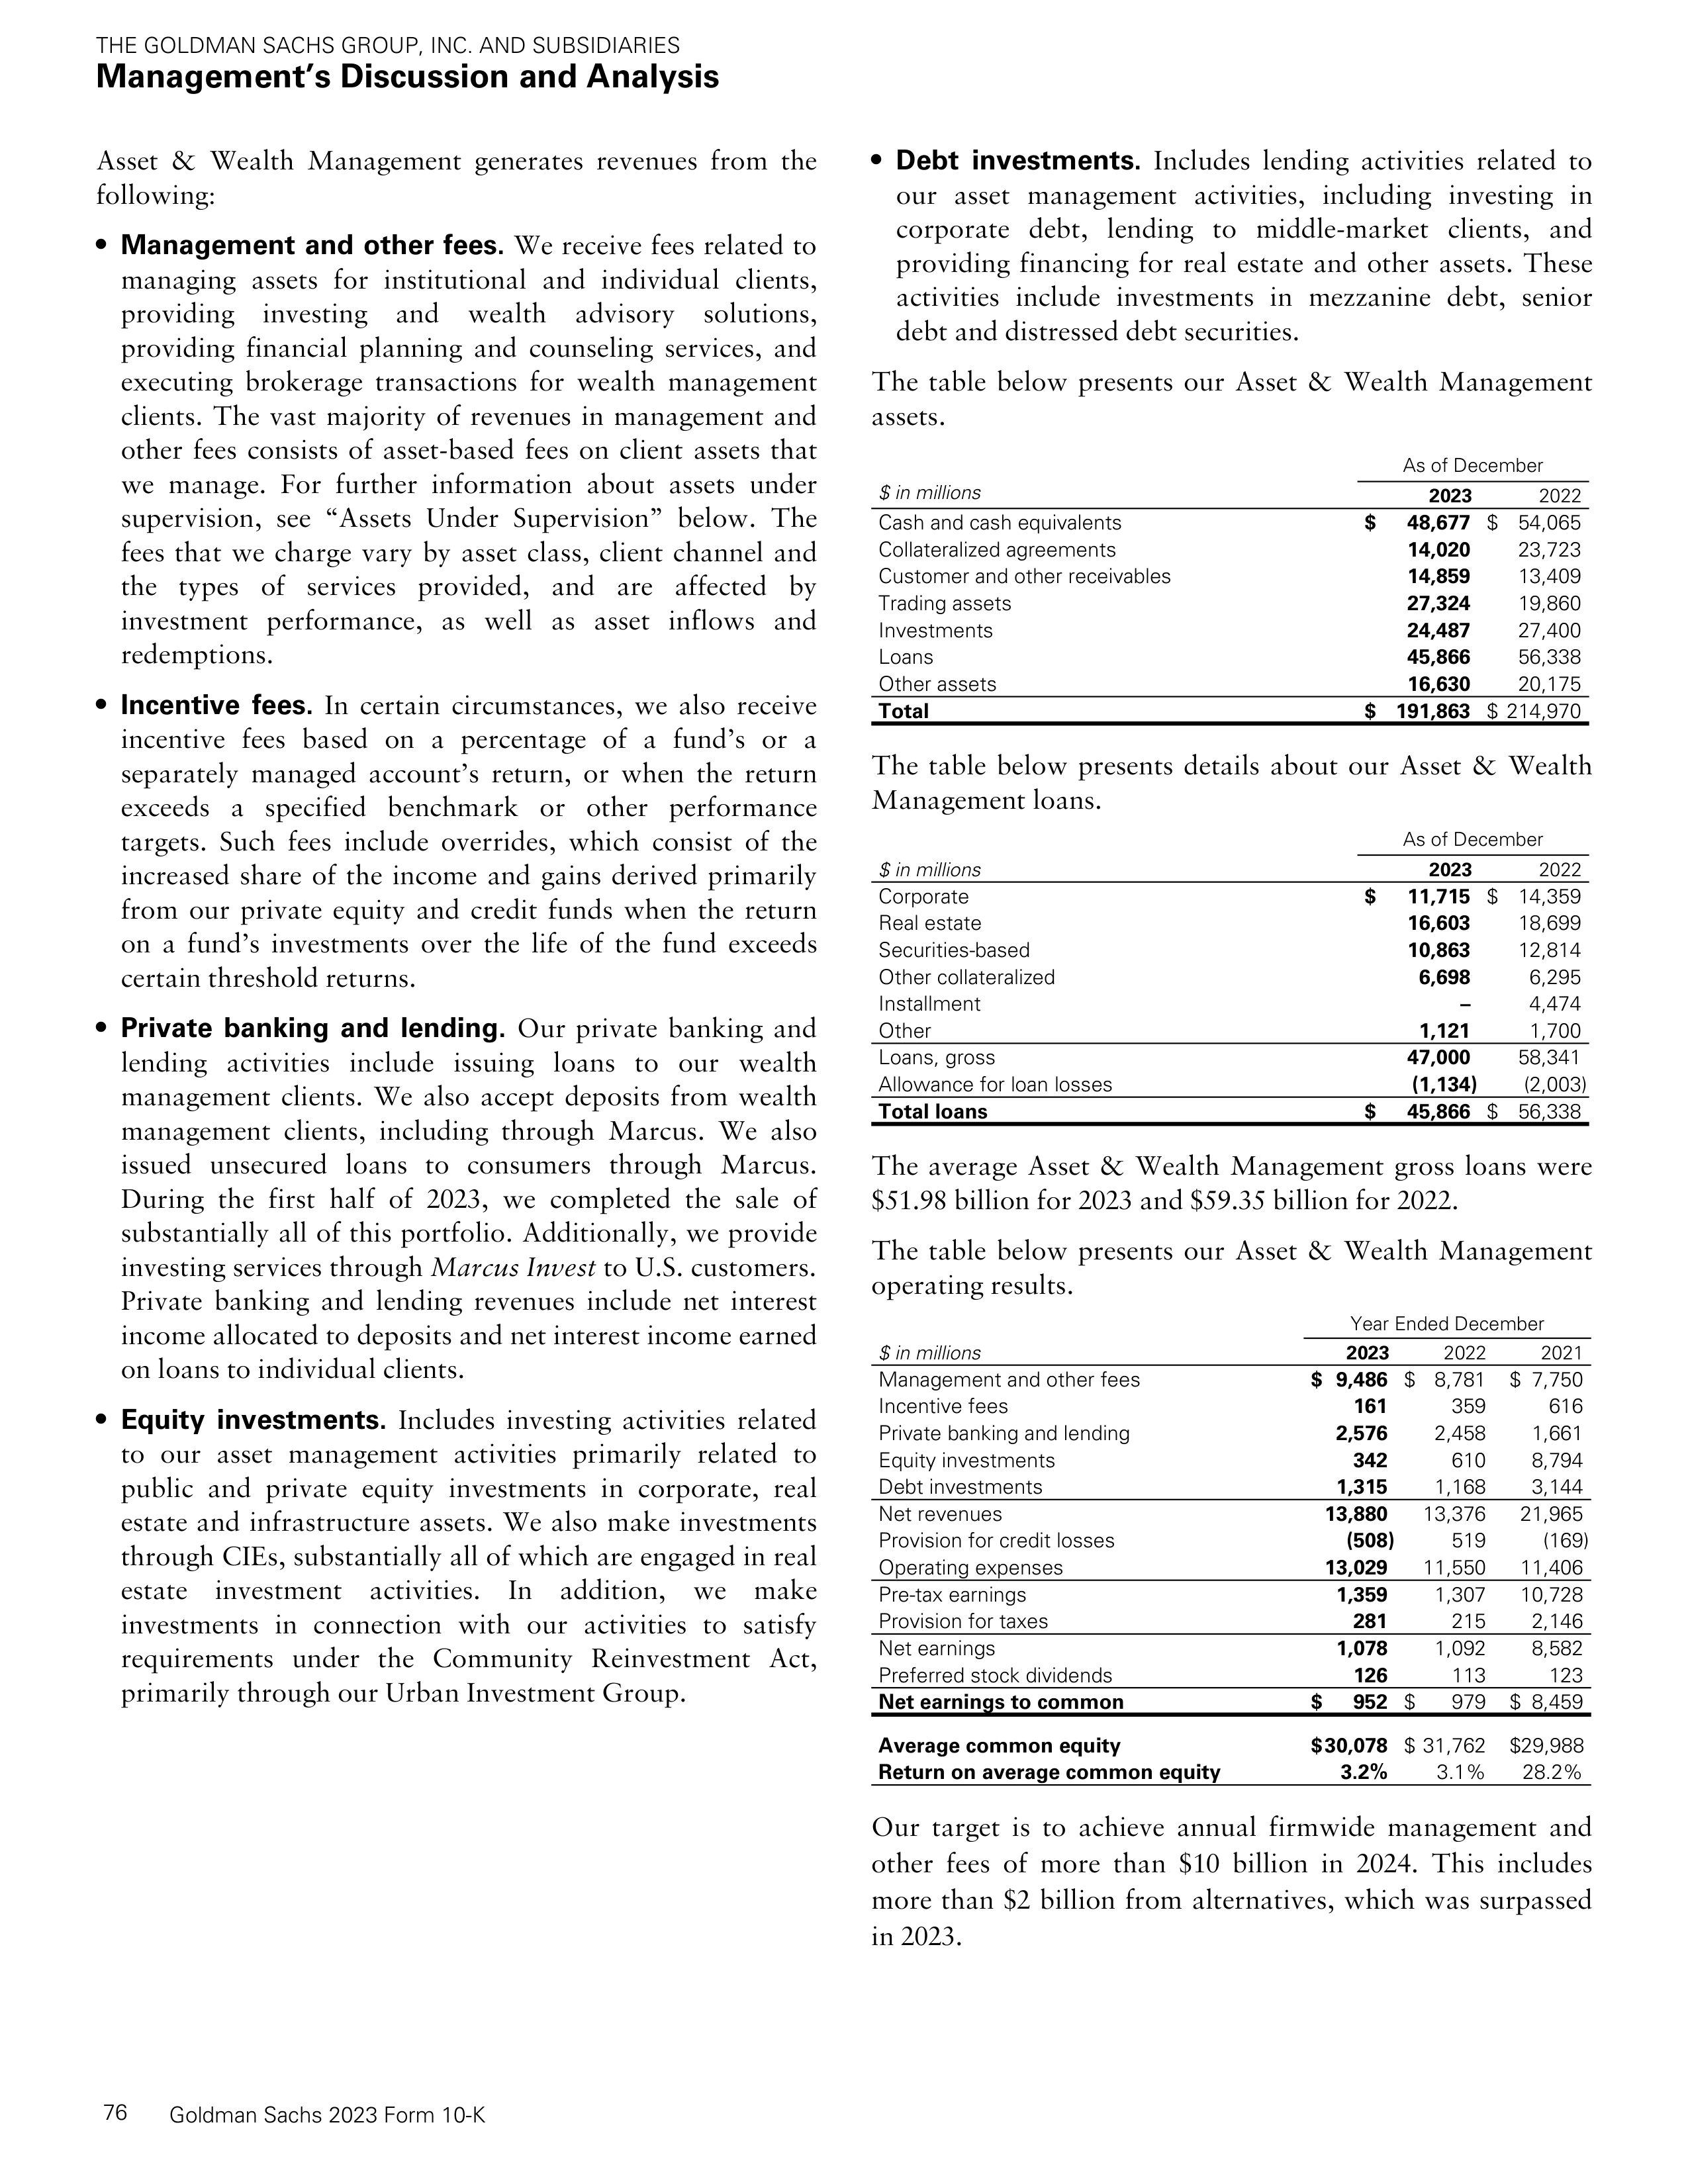 THE GOLDMAN SACHS GROUP, INC. AND SUBSIDIARIES
Management’s Discussion and Analysis
Asset & Wealth Management generates revenues from the
following:
• Management and other fees. We receive fees related to
managing assets for institutional and individual clients,
providing investing and wealth advisory solutions,
providing financial planning and counseling services, and
executing brokerage transactions for wealth management
clients. The vast majority of revenues in management and
other fees consists of asset-based fees on client assets that
we manage. For further information about assets under
supervision, see “Assets Under Supervision” below. The
fees that we charge vary by asset class, client channel and
the types of services provided, and are affected by
investment performance, as well as asset inflows and
redemptions.
• Incentive fees. In certain circumstances, we also receive
incentive fees based on a percentage of a fund’s or a
separately managed account’s return, or when the return
exceeds a specified benchmark or other performance
targets. Such fees include overrides, which consist of the
increased share of the income and gains derived primarily
from our private equity and credit funds when the return
on a fund’s investments over the life of the fund exceeds
certain threshold returns.
• Private banking and lending. Our private banking and
lending activities include issuing loans to our wealth
management clients. We also accept deposits from wealth
management clients, including through Marcus. We also
issued unsecured loans to consumers through Marcus.
During the first half of 2023, we completed the sale of
substantially all of this portfolio. Additionally, we provide
investing services through Marcus Invest to U.S. customers.
Private banking and lending revenues include net interest
income allocated to deposits and net interest income earned
on loans to individual clients.
• Equity investments. Includes investing activities related
to our asset management activities primarily related to
public and private equity investments in corporate, real
estate and infrastructure assets. We also make investments
through CIEs, substantially all of which are engaged in real
estate investment activities. In addition, we make
investments in connection with our activities to satisfy
requirements under the Community Reinvestment Act,
primarily through our Urban Investment Group.
• Debt investments. Includes lending activities related to
our asset management activities, including investing in
corporate debt, lending to middle-market clients, and
providing financing for real estate and other assets. These
activities include investments in mezzanine debt, senior
debt and distressed debt securities.
The table below presents our Asset & Wealth Management
assets.
As of December
$ in millions 2023 2022
Cash and cash equivalents $ 48,677 $ 54,065
Collateralized agreements 14,020 23,723
Customer and other receivables 14,859 13,409
Trading assets 27,324 19,860
Investments 24,487 27,400
Loans 45,866 56,338
Other assets 16,630 20,175
Total $ 191,863 $ 214,970
The table below presents details about our Asset & Wealth
Management loans.
As of December
$ in millions 2023 2022
Corporate $ 11,715 $ 14,359
Real estate 16,603 18,699
Securities-based 10,863 12,814
Other collateralized 6,698 6,295
Installment – 4,474
Other 1,121 1,700
Loans, gross 47,000 58,341
Allowance for loan losses (1,134) (2,003)
Total loans $ 45,866 $ 56,338
The average Asset & Wealth Management gross loans were
$51.98 billion for 2023 and $59.35 billion for 2022.
The table below presents our Asset & Wealth Management
operating results.
Year Ended December
$ in millions 2023 2022 2021
Management and other fees $ 9,486 $ 8,781 $ 7,750
Incentive fees 161 359 616
Private banking and lending 2,576 2,458 1,661
Equity investments 342 610 8,794
Debt investments 1,315 1,168 3,144
Net revenues 13,880 13,376 21,965
Provision for credit losses (508) 519 (169)
Operating expenses 13,029 11,550 11,406
Pre-tax earnings 1,359 1,307 10,728
Provision for taxes 281 215 2,146
Net earnings 1,078 1,092 8,582
Preferred stock dividends 126 113 123
Net earnings to common $ 952 $ 979 $ 8,459
Average common equity $30,078 $ 31,762 $29,988
Return on average common equity 3.2% 3.1% 28.2%
Our target is to achieve annual firmwide management and
other fees of more than $10 billion in 2024. This includes
more than $2 billion from alternatives, which was surpassed
in 2023.
76 Goldman Sachs 2023 Form 10-K